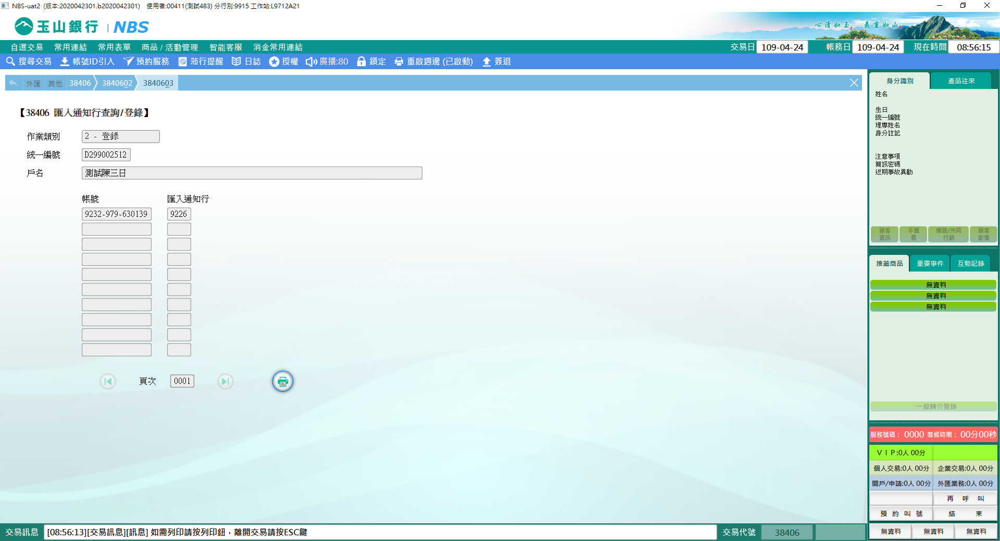 NBS-uat2 (版本:2020042301.b2020042301) 使用者:00411(測試483) 分行別:9915 工作站:L9712A21
玉山銀行 | NBS
心清如玉 義重如山
自選交易 常用連結 常用表單 商品 / 活動管理 智能客服 消金常用連結 交易日 109-04-24 帳務日 109-04-24 現在時間 08:56:15
搜尋交易 帳號ID引入 預約服務 蒞行提醒 日誌 授權 廣播:80 鎖定 重啟週邊 (已啟動) 簽退
外匯 其他 38406 3840602 3840603
【38406 匯入通知行查詢/登錄】
作業類別 2 - 登錄
統一編號 D299002512
戶名 測試陳三日
帳號 匯入通知行
9232-979-630139 9226
頁次 0001
身分識別 產品往來
姓名
生日
統一編號
理專姓名
身分註記
注意事項
簡訊密碼
近期事故異動
顧客資訊 手續費 通路/共同行銷 顧客影像
推薦商品 重要事件 互動記錄
無資料
無資料
無資料
一般轉介登錄
服務號碼： 0000 等候時間： 00分00秒
ＶＩＰ:0人 00分
個人交易:0人 00分 企業交易:0人 00分
開戶/申請:0人 00分 外匯業務:0人 00分
再 呼 叫
預 約 叫 號 結 束
無資料 無資料 無資料
交易訊息 [08:56:13][交易訊息][訊息] 如需列印請按列印鈕，離開交易請按ESC鍵 交易代號 38406